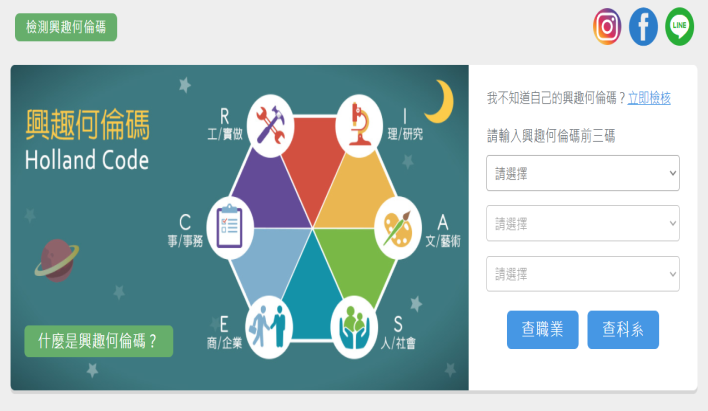 檢測興趣何倫碼
LINE
興趣何倫碼
Holland Code
R
工/實做
I
理/研究
C
事/事務
A
文/藝術
E
商/企業
S
人/社會
什麼是興趣何倫碼？
我不知道自己的興趣何倫碼？立即檢核
請輸入興趣何倫碼前三碼
請選擇
請選擇
請選擇
查職業
查科系